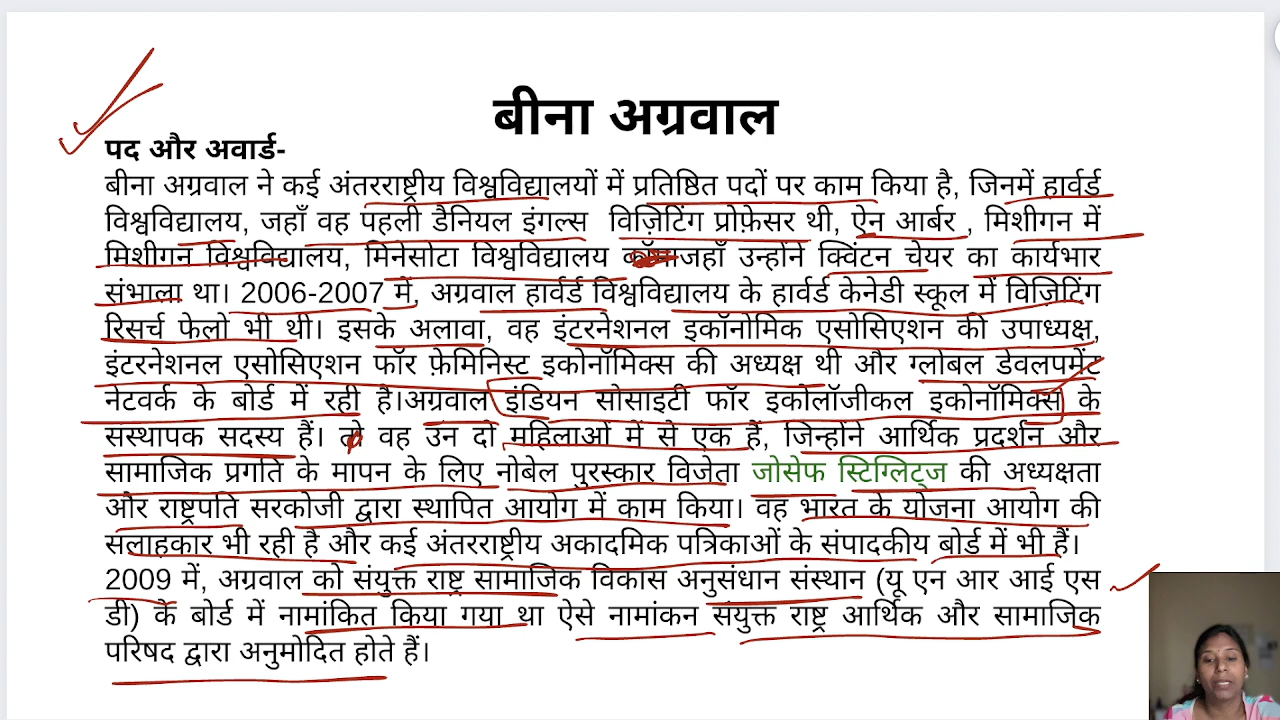 बीना अग्रवाल
पद और अवार्ड-
बीना अग्रवाल ने कई अंतरराष्ट्रीय विश्वविद्यालयों में प्रतिष्ठित पदों पर काम किया है, जिनमें हार्वर्ड
विश्वविद्यालय, जहाँ वह पहली डैनियल इंगल्स विज़िटिंग प्रोफ़ेसर थी, ऐन आर्बर , मिशीगन में
मिशीगन विश्वविद्यालय, मिनेसोटा विश्वविद्यालय जहाँ उन्होंने क्विंटन चेयर का कार्यभार
संभाला था। 2006-2007 में, अग्रवाल हार्वर्ड विश्वविद्यालय के हार्वर्ड केनेडी स्कूल में विज़िटिंग
रिसर्च फेलो भी थी। इसके अलावा, वह इंटरनेशनल इकॉनोमिक एसोसिएशन की उपाध्यक्ष,
इंटरनेशनल एसोसिएशन फॉर फ़ेमिनिस्ट इकोनॉमिक्स की अध्यक्ष थी और ग्लोबल डेवलपमेंट
नेटवर्क के बोर्ड में रही है।अग्रवाल इंडियन सोसाइटी फॉर इकोलॉजीकल इकोनॉमिक्स के
संस्थापक सदस्य हैं। वह उन दो महिलाओं में से एक हैं, जिन्होंने आर्थिक प्रदर्शन और
सामाजिक प्रगति के मापन के लिए नोबेल पुरस्कार विजेता जोसेफ स्टिग्लिट्ज की अध्यक्षता
और राष्ट्रपति सरकोजी द्वारा स्थापित आयोग में काम किया। वह भारत के योजना आयोग की
सलाहकार भी रही है और कई अंतरराष्ट्रीय अकादमिक पत्रिकाओं के संपादकीय बोर्ड में भी हैं।
2009 में, अग्रवाल को संयुक्त राष्ट्र सामाजिक विकास अनुसंधान संस्थान (यू एन आर आई एस
डी) के बोर्ड में नामांकित किया गया था ऐसे नामांकन संयुक्त राष्ट्र आर्थिक और सामाजिक
परिषद द्वारा अनुमोदित होते हैं।